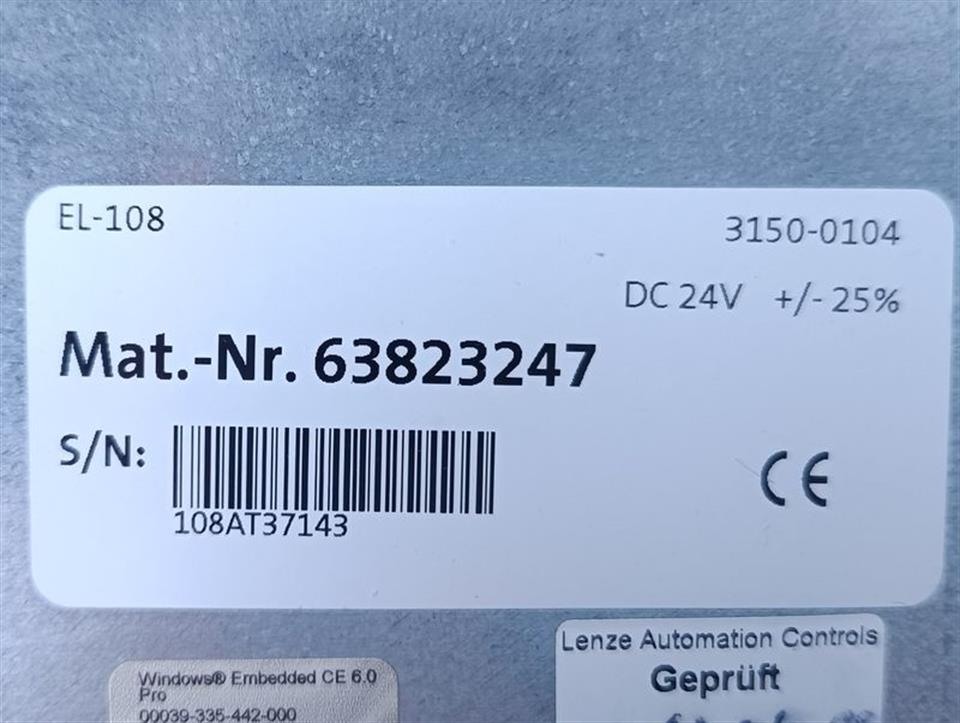 EL-108
3150-0104
DC 24V +/- 25%
Mat.-Nr. 63823247
S/N:
108AT37143
CE
Lenze Automation Controls
Geprüft
Windows® Embedded CE 6.0
Pro
00039-335-442-000